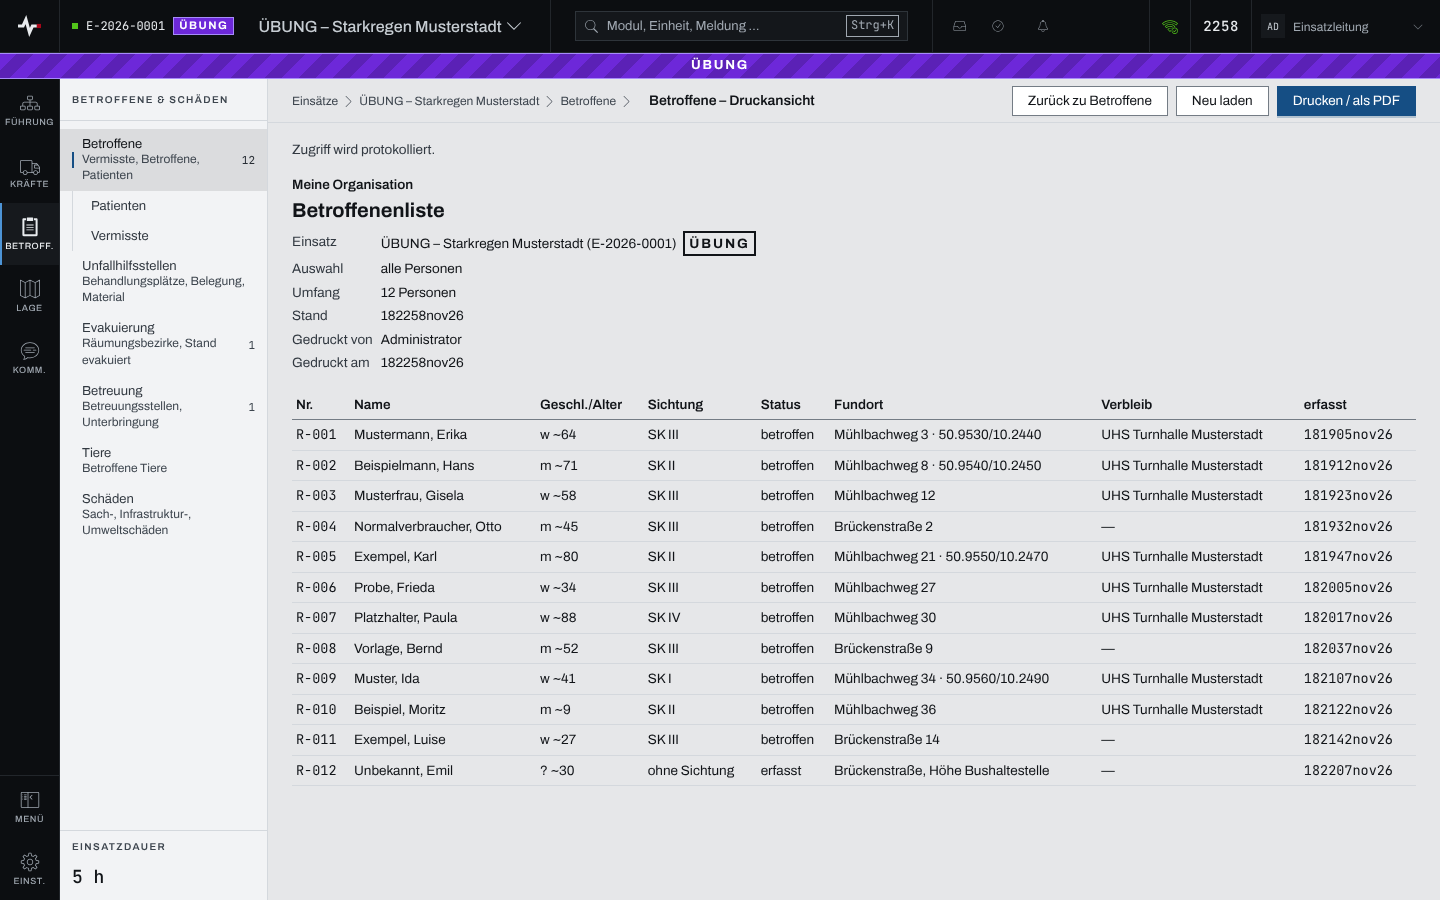 E-2026-0001 ÜBUNG ÜBUNG – Starkregen Musterstadt Modul, Einheit, Meldung ... Strg+K 2258 AD Einsatzleitung
ÜBUNG
FÜHRUNG
KRÄFTE
BETROFF.
LAGE
KOMM.
MENÜ
EINST.
BETROFFENE & SCHÄDEN
Betroffene
Vermisste, Betroffene, 12
Patienten
Patienten
Vermisste
Unfallhilfsstellen
Behandlungsplätze, Belegung,
Material
Evakuierung
Räumungsbezirke, Stand 1
evakuiert
Betreuung
Betreuungsstellen, 1
Unterbringung
Tiere
Betroffene Tiere
Schäden
Sach-, Infrastruktur-,
Umweltschäden
EINSATZDAUER
5 h
Einsätze ÜBUNG – Starkregen Musterstadt Betroffene Betroffene – Druckansicht Zurück zu Betroffene Neu laden Drucken / als PDF
Zugriff wird protokolliert.
Meine Organisation
Betroffenenliste
Einsatz ÜBUNG – Starkregen Musterstadt (E-2026-0001) ÜBUNG
Auswahl alle Personen
Umfang 12 Personen
Stand 182258nov26
Gedruckt von Administrator
Gedruckt am 182258nov26
Nr. Name Geschl./Alter Sichtung Status Fundort Verbleib erfasst
R-001 Mustermann, Erika w ~64 SK III betroffen Mühlbachweg 3 · 50.9530/10.2440 UHS Turnhalle Musterstadt 181905nov26
R-002 Beispielmann, Hans m ~71 SK II betroffen Mühlbachweg 8 · 50.9540/10.2450 UHS Turnhalle Musterstadt 181912nov26
R-003 Musterfrau, Gisela w ~58 SK III betroffen Mühlbachweg 12 UHS Turnhalle Musterstadt 181923nov26
R-004 Normalverbraucher, Otto m ~45 SK III betroffen Brückenstraße 2 — 181932nov26
R-005 Exempel, Karl m ~80 SK II betroffen Mühlbachweg 21 · 50.9550/10.2470 UHS Turnhalle Musterstadt 181947nov26
R-006 Probe, Frieda w ~34 SK III betroffen Mühlbachweg 27 UHS Turnhalle Musterstadt 182005nov26
R-007 Platzhalter, Paula w ~88 SK IV betroffen Mühlbachweg 30 UHS Turnhalle Musterstadt 182017nov26
R-008 Vorlage, Bernd m ~52 SK III betroffen Brückenstraße 9 — 182037nov26
R-009 Muster, Ida w ~41 SK I betroffen Mühlbachweg 34 · 50.9560/10.2490 UHS Turnhalle Musterstadt 182107nov26
R-010 Beispiel, Moritz m ~9 SK II betroffen Mühlbachweg 36 UHS Turnhalle Musterstadt 182122nov26
R-011 Exempel, Luise w ~27 SK III betroffen Brückenstraße 14 — 182142nov26
R-012 Unbekannt, Emil ? ~30 ohne Sichtung erfasst Brückenstraße, Höhe Bushaltestelle — 182207nov26